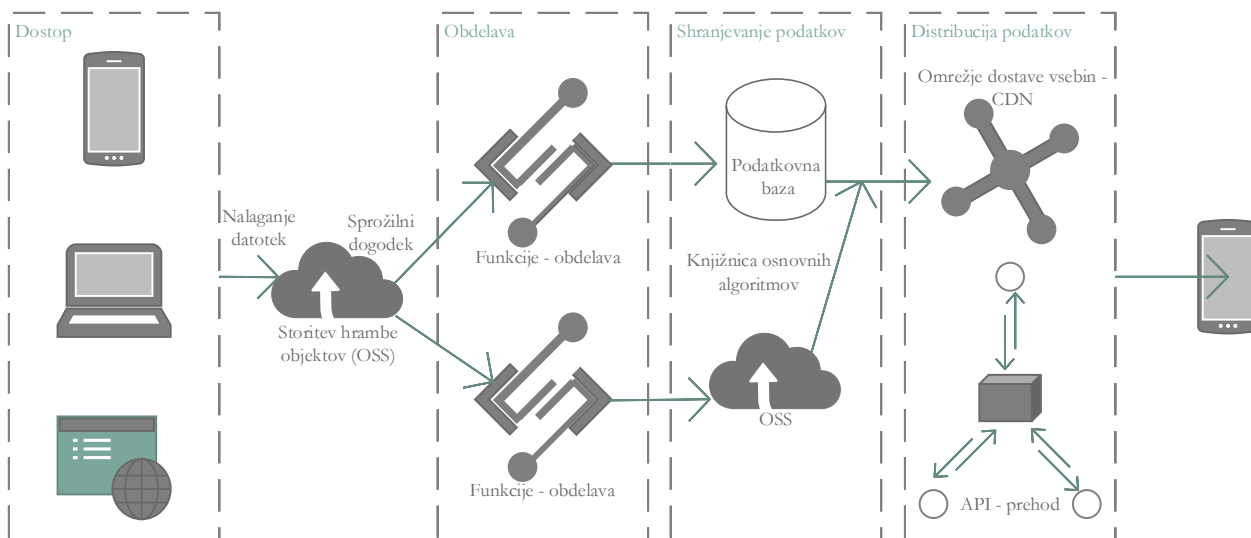 Dostop
Obdelava
Shranjevanje podatkov
Distribucija podatkov
Omrežje dostave vsebin -
CDN
Podatkovna
baza
Nalaganje
datotek
Sprožilni
dogodek
Funkcije - obdelava
Knjižnica osnovnih
algoritmov
Storitev hrambe
objektov (OSS)
OSS
Funkcije - obdelava
API - prehod